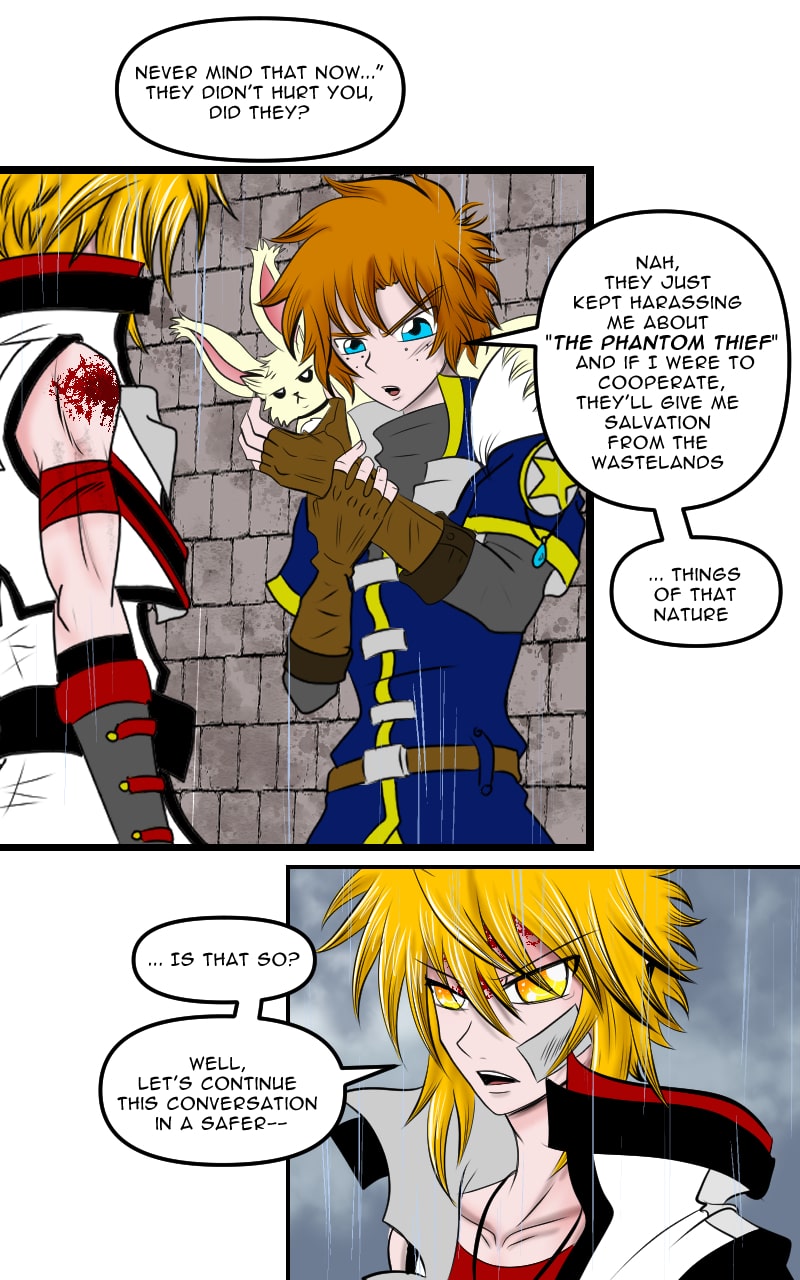 NEVER MIND THAT NOW..."
THEY DIDN'T HURT YOU,
DID THEY?
NAH,
THEY JUST
KEPT HARASSING
ME ABOUT
"THE PHANTOM THIEF"
AND IF I WERE TO
COOPERATE,
THEY'LL GIVE ME
SALVATION
FROM THE
WASTELANDS
... THINGS
OF THAT
NATURE
... IS THAT SO?
WELL,
LET'S CONTINUE
THIS CONVERSATION
IN A SAFER--